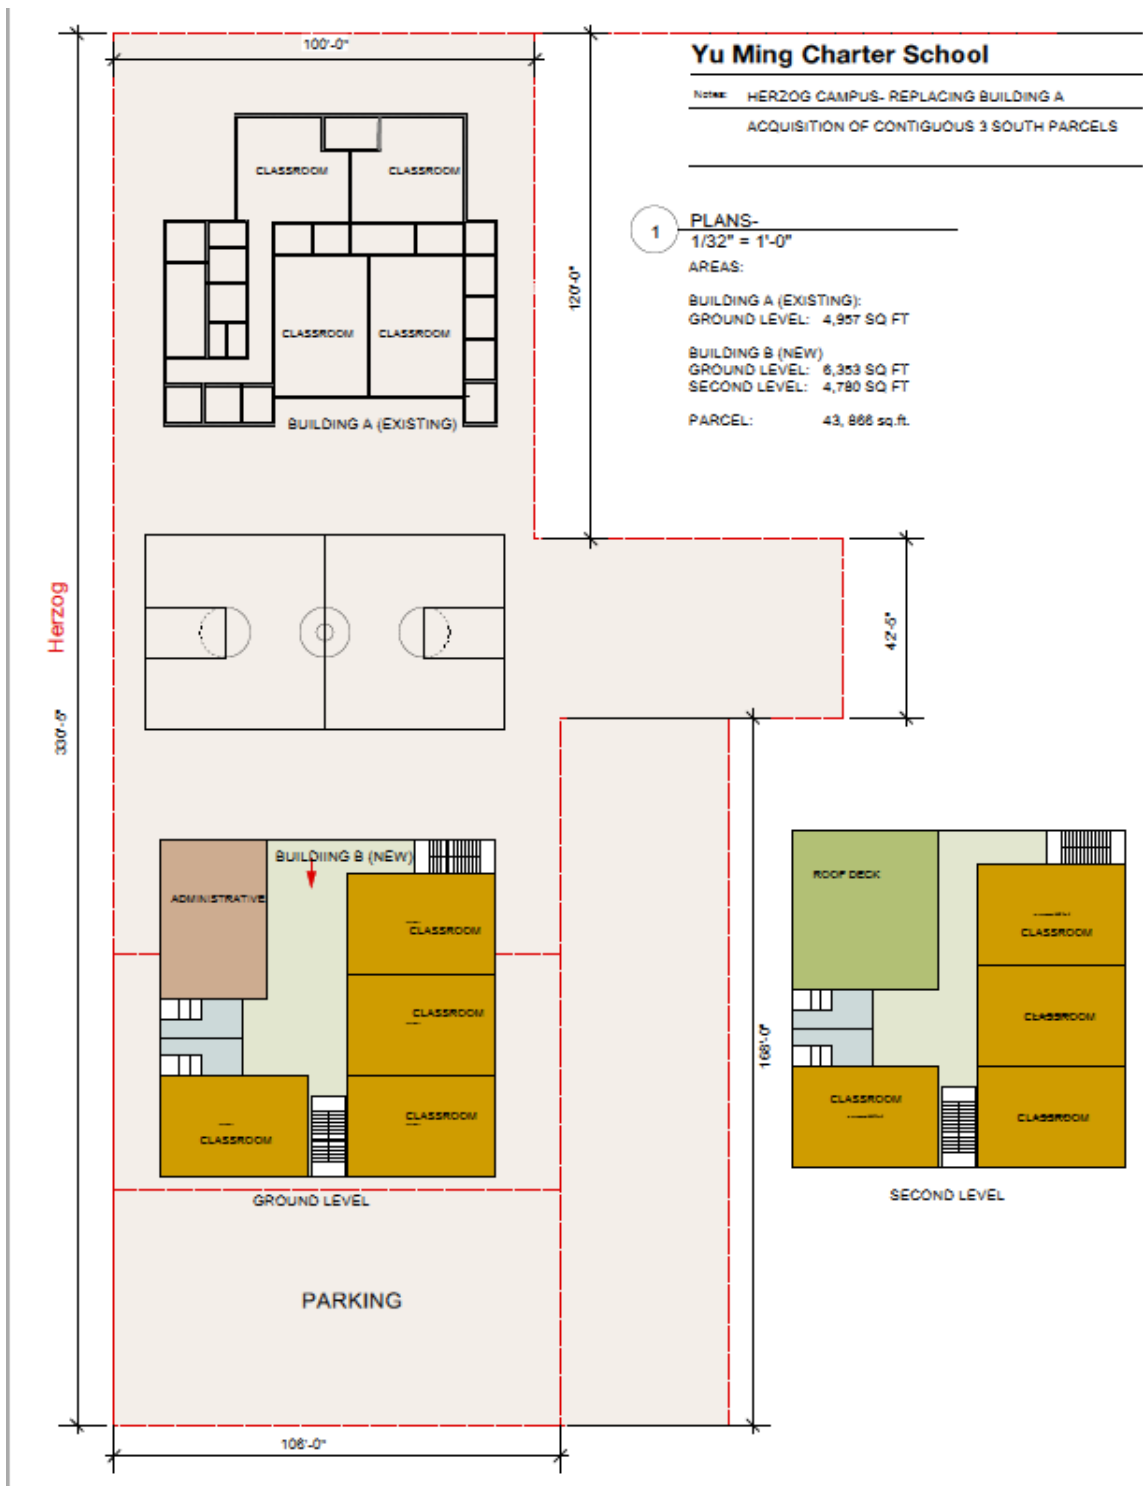 100'-0"
Yu Ming Charter School
Notes: HERZOG CAMPUS- REPLACING BUILDING A
ACQUISITION OF CONTIGUOUS 3 SOUTH PARCELS
1
PLANS-
1/32" = 1'-0"
AREAS:
BUILDING A (EXISTING):
GROUND LEVEL: 4,957 SQ FT
BUILDING B (NEW)
GROUND LEVEL: 6,353 SQ FT
SECOND LEVEL: 4,780 SQ FT
PARCEL: 43, 866 sq.ft.
CLASSROOM
CLASSROOM
CLASSROOM
CLASSROOM
BUILDING A (EXISTING)
120'-0"
42'-5"
Herzog
330'-5"
BUILDIING B (NEW)
ADMINISTRATIVE
CLASSROOM
CLASSROOM
CLASSROOM
CLASSROOM
GROUND LEVEL
168'-0"
ROOF DECK
CLASSROOM
CLASSROOM
CLASSROOM
CLASSROOM
SECOND LEVEL
PARKING
106'-0"